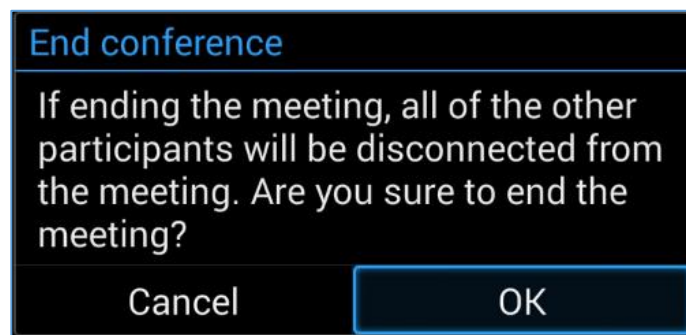 End conference
If ending the meeting, all of the other
participants will be disconnected from
the meeting. Are you sure to end the
meeting?
Cancel
OK